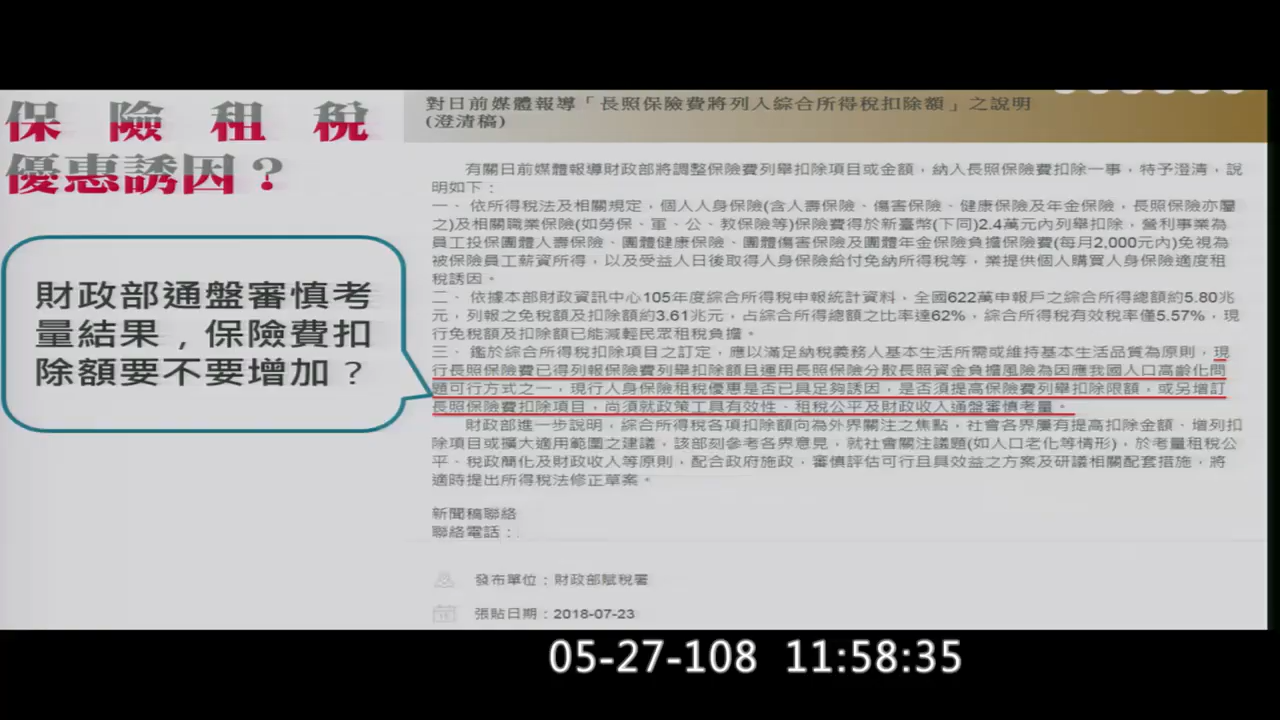 保險租稅
優惠誘因？
財政部通盤審慎考
量結果，保險費扣
除額要不要增加？
對日前媒體報導「長照保險費將列入綜合所得稅扣除額」之說明
(澄清稿)
有關日前媒體報導財政部將調整保險費列舉扣除項目或金額，納入長照保險費扣除一事，特予澄清，說
明如下：
一、依所得稅法及相關規定，個人人身保險(含人壽保險、傷害保險、健康保險及年金保險，長照保險亦屬
之)及相關職業保險(如勞保、軍、公、教保險等)保險費得於新臺幣(下同)2.4萬元內列舉扣除，營利事業為
員工投保團體人壽保險、團體健康保險、團體傷害保險及團體年金保險負擔保險費(每月2,000元內)免視為
被保險員工薪資所得，以及受益人日後取得人身保險給付免納所得稅等，業提供個人購買人身保險適度租
稅誘因。
二、依據本部財政資訊中心105年度綜合所得稅申報統計資料，全國622萬申報戶之綜合所得總額約5.80兆
元，列報之免稅額及扣除額約3.61兆元，占綜合所得總額之比率達62%，綜合所得稅有效稅率僅5.57%，現
行免稅額及扣除額已能減輕民眾租稅負擔。
三、鑑於綜合所得稅扣除項目之訂定，應以滿足納稅義務人基本生活所需或維持基本生活品質為原則，現
行長照保險費已得列報保險費列舉扣除額且運用長照保險分散長照資金負擔風險為因應我國人口高齡化問
題可行方式之一，現行人身保險租稅優惠是否已具足夠誘因，是否須提高保險費列舉扣除限額，或另增訂
長照保險費扣除項目，尚須就政策工具有效性、租稅公平及財政收入通盤審慎考量。
財政部進一步說明，綜合所得稅各項扣除額向為外界關注之焦點，社會各界屢有提高扣除金額、增列扣
除項目或擴大適用範圍之建議，該部刻參考各界意見，就社會關注議題(如人口老化等情形)，於考量租稅公
平、稅政簡化及財政收入等原則，配合政府施政，審慎評估可行且具效益之方案及研議相關配套措施，將
適時提出所得稅法修正草案。
新聞稿聯絡
聯絡電話：
發布單位：財政部賦稅署
張貼日期：2018-07-23
05-27-108 11:58:35